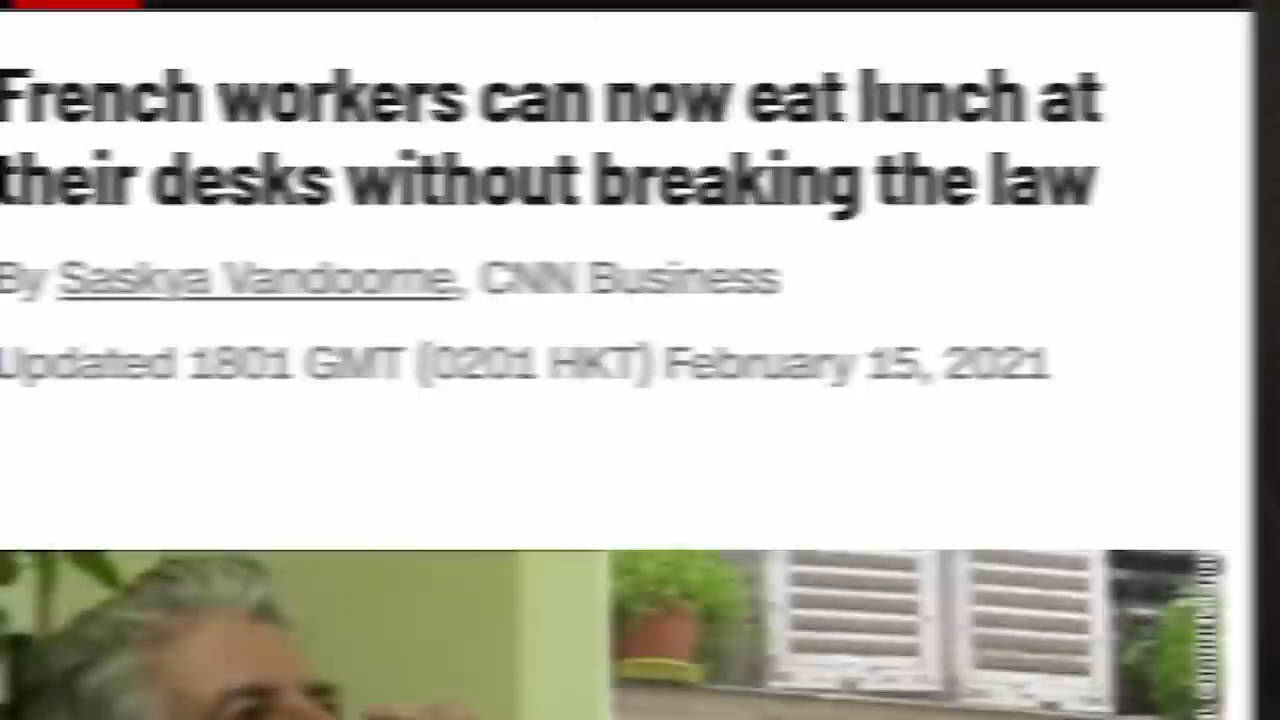 French workers can now eat lunch at
their desks without breaking the law
By Saskya Vandoorne, CNN Business
Updated 1801 GMT (0201 HKT) February 15, 2021